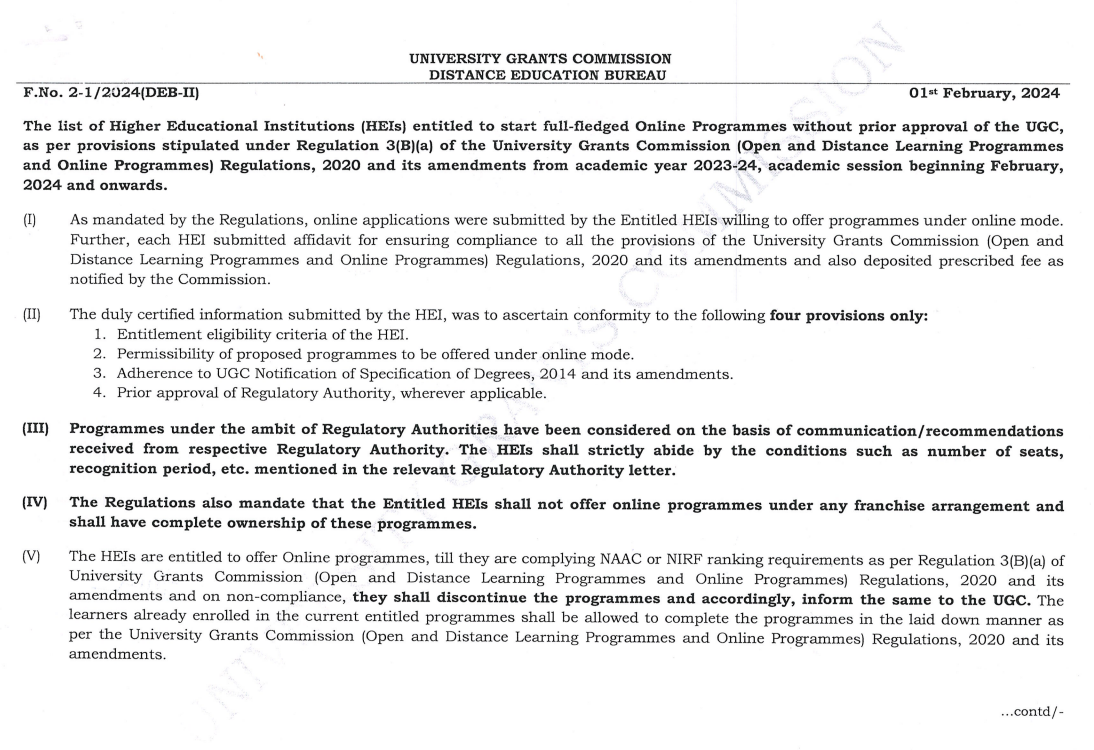 UNIVERSITY GRANTS COMMISSION
DISTANCE EDUCATION BUREAU
F.No. 2-1/2024(DEB-II) 01st February, 2024
The list of Higher Educational Institutions (HEIs) entitled to start full-fledged Online Programmes without prior approval of the UGC,
as per provisions stipulated under Regulation 3(B)(a) of the University Grants Commission (Open and Distance Learning Programmes
and Online Programmes) Regulations, 2020 and its amendments from academic year 2023-24, academic session beginning February,
2024 and onwards.
(I) As mandated by the Regulations, online applications were submitted by the Entitled HEIs willing to offer programmes under online mode.
Further, each HEI submitted affidavit for ensuring compliance to all the provisions of the University Grants Commission (Open and
Distance Learning Programmes and Online Programmes) Regulations, 2020 and its amendments and also deposited prescribed fee as
notified by the Commission.
(II) The duly certified information submitted by the HEI, was to ascertain conformity to the following four provisions only:
1. Entitlement eligibility criteria of the HEI.
2. Permissibility of proposed programmes to be offered under online mode.
3. Adherence to UGC Notification of Specification of Degrees, 2014 and its amendments.
4. Prior approval of Regulatory Authority, wherever applicable.
(III) Programmes under the ambit of Regulatory Authorities have been considered on the basis of communication/recommendations
received from respective Regulatory Authority. The HEIs shall strictly abide by the conditions such as number of seats,
recognition period, etc. mentioned in the relevant Regulatory Authority letter.
(IV) The Regulations also mandate that the Entitled HEIs shall not offer online programmes under any franchise arrangement and
shall have complete ownership of these programmes.
(V) The HEIs are entitled to offer Online programmes, till they are complying NAAC or NIRF ranking requirements as per Regulation 3(B)(a) of
University Grants Commission (Open and Distance Learning Programmes and Online Programmes) Regulations, 2020 and its
amendments and on non-compliance, they shall discontinue the programmes and accordingly, inform the same to the UGC. The
learners already enrolled in the current entitled programmes shall be allowed to complete the programmes in the laid down manner as
per the University Grants Commission (Open and Distance Learning Programmes and Online Programmes) Regulations, 2020 and its
amendments.
...contd/-